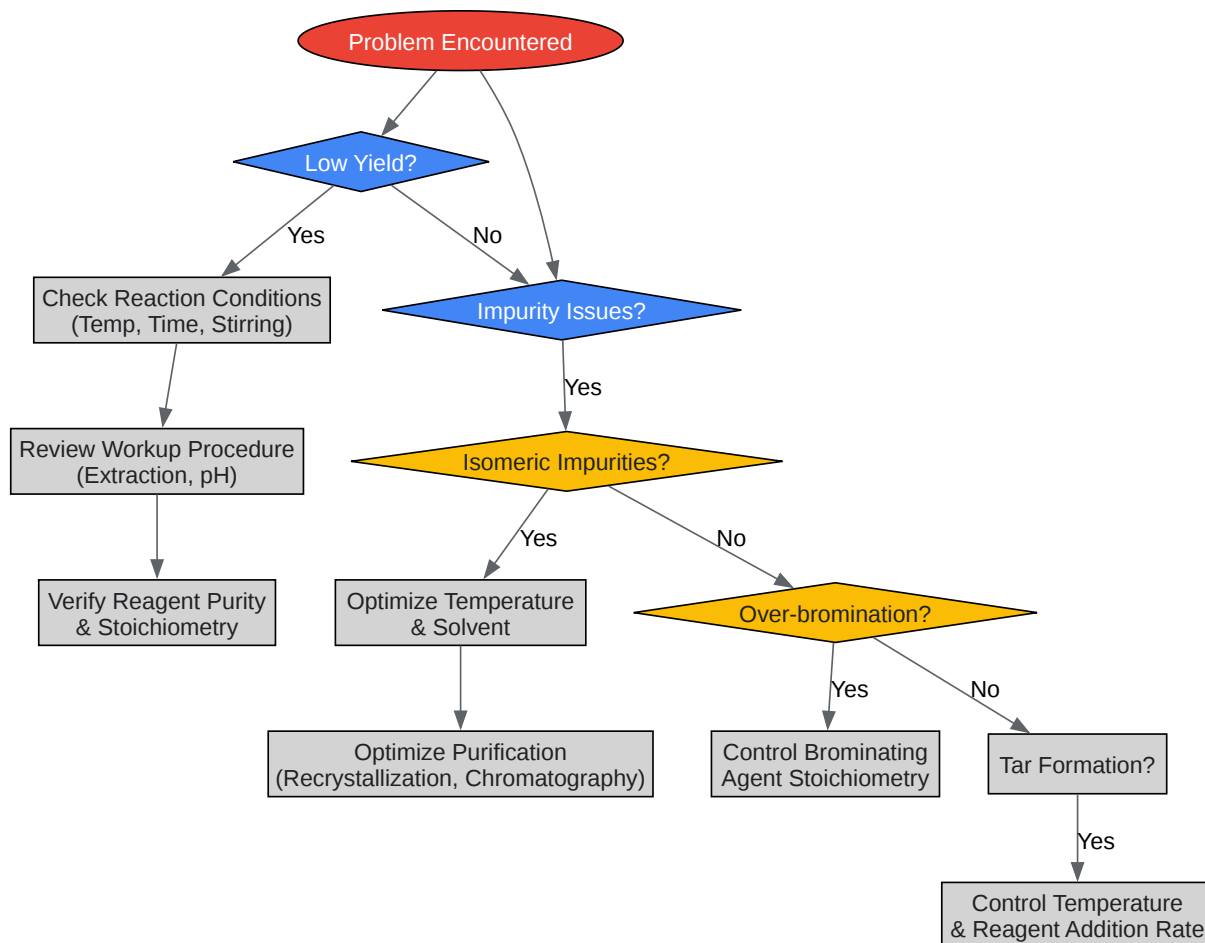 Problem Encountered
Low Yield?
Yes
No
Check Reaction Conditions
(Temp, Time, Stirring)
Impurity Issues?
Yes
Review Workup Procedure
(Extraction, pH)
Isomeric Impurities?
Yes
No
Verify Reagent Purity
& Stoichiometry
Optimize Temperature
& Solvent
Over-bromination?
Yes
No
Optimize Purification
(Recrystallization, Chromatography)
Control Brominating
Agent Stoichiometry
Tar Formation?
Yes
Control Temperature
& Reagent Addition Rate